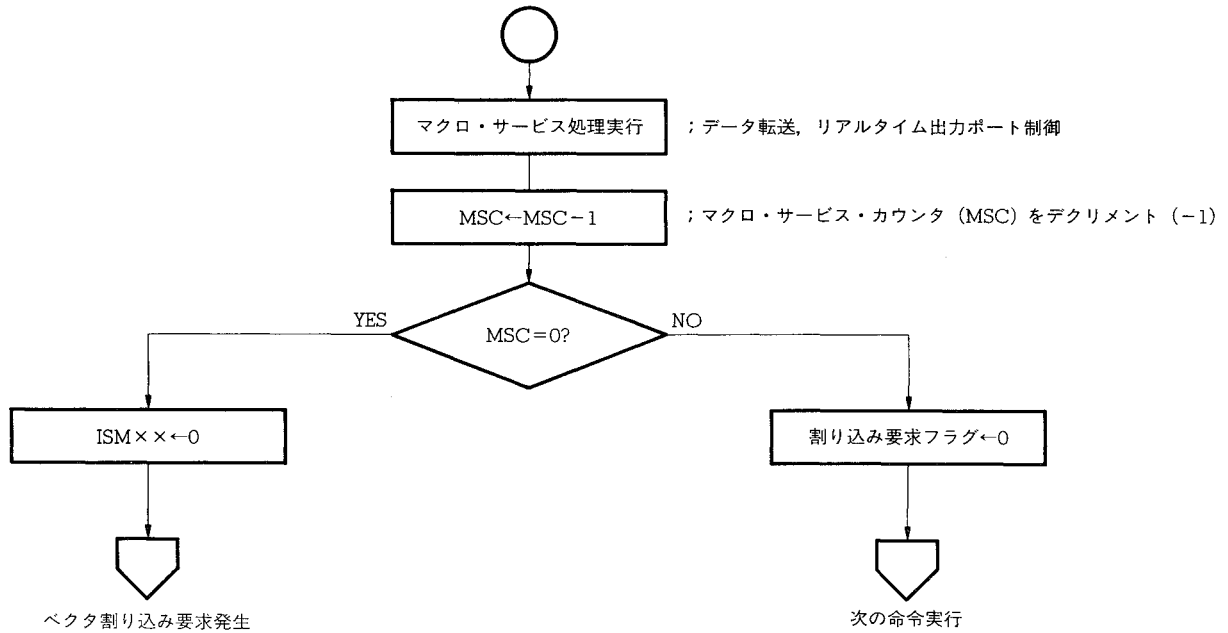 マクロ・サービス処理実行 ;データ転送，リアルタイム出力ポート制御
MSC←MSC−1 ;マクロ・サービス・カウンタ（MSC）をデクリメント（−1）
YES
MSC=0?
NO
ISM××←0
割り込み要求フラグ←0
ベクタ割り込み要求発生
次の命令実行